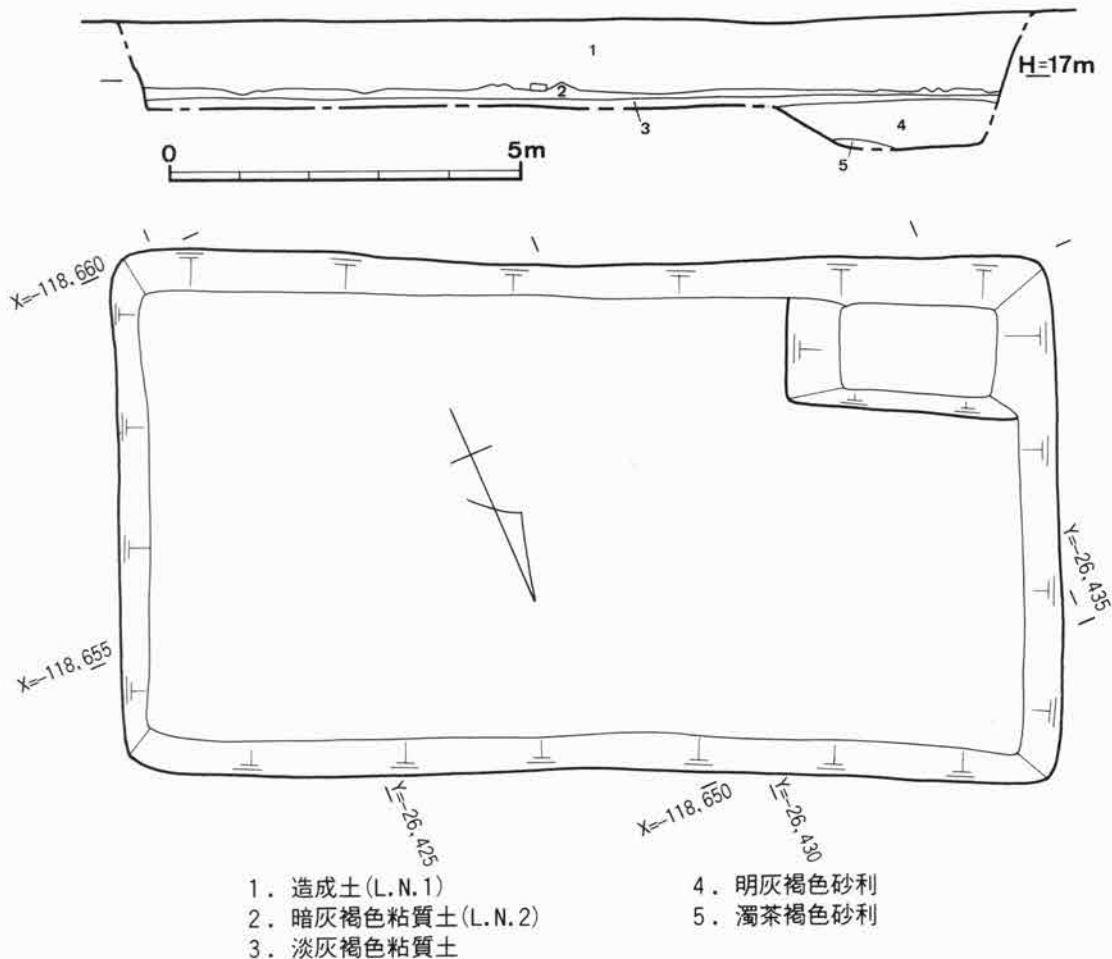 1
H=17m
2
3
4
5
0 5m
X=-118.660
Y=-26.435
X=-118.655
Y=-26.425
X=-118.650
Y=-26.430
1. 造成土(L.N.1)
2. 暗灰褐色粘質土(L.N.2)
3. 淡灰褐色粘質土
4. 明灰褐色砂利
5. 濁茶褐色砂利